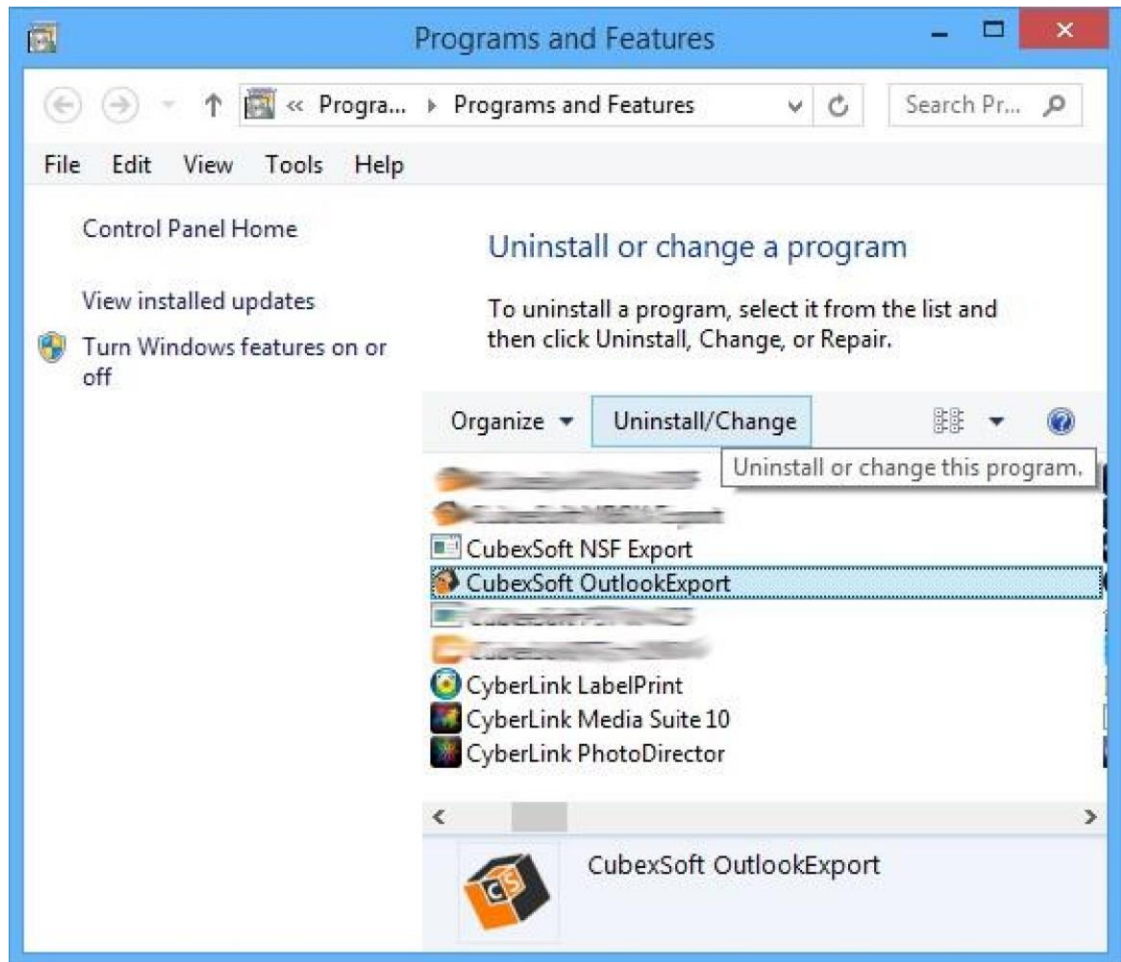 Programs and Features
« Progra... Programs and Features
Search Pr...
File Edit View Tools Help
Control Panel Home
View installed updates
Turn Windows features on or
off
Uninstall or change a program
To uninstall a program, select it from the list and
then click Uninstall, Change, or Repair.
Organize Uninstall/Change
Uninstall or change this program.
CubexSoft NSF Export
CubexSoft OutlookExport
CyberLink LabelPrint
CyberLink Media Suite 10
CyberLink PhotoDirector
CS
CubexSoft OutlookExport